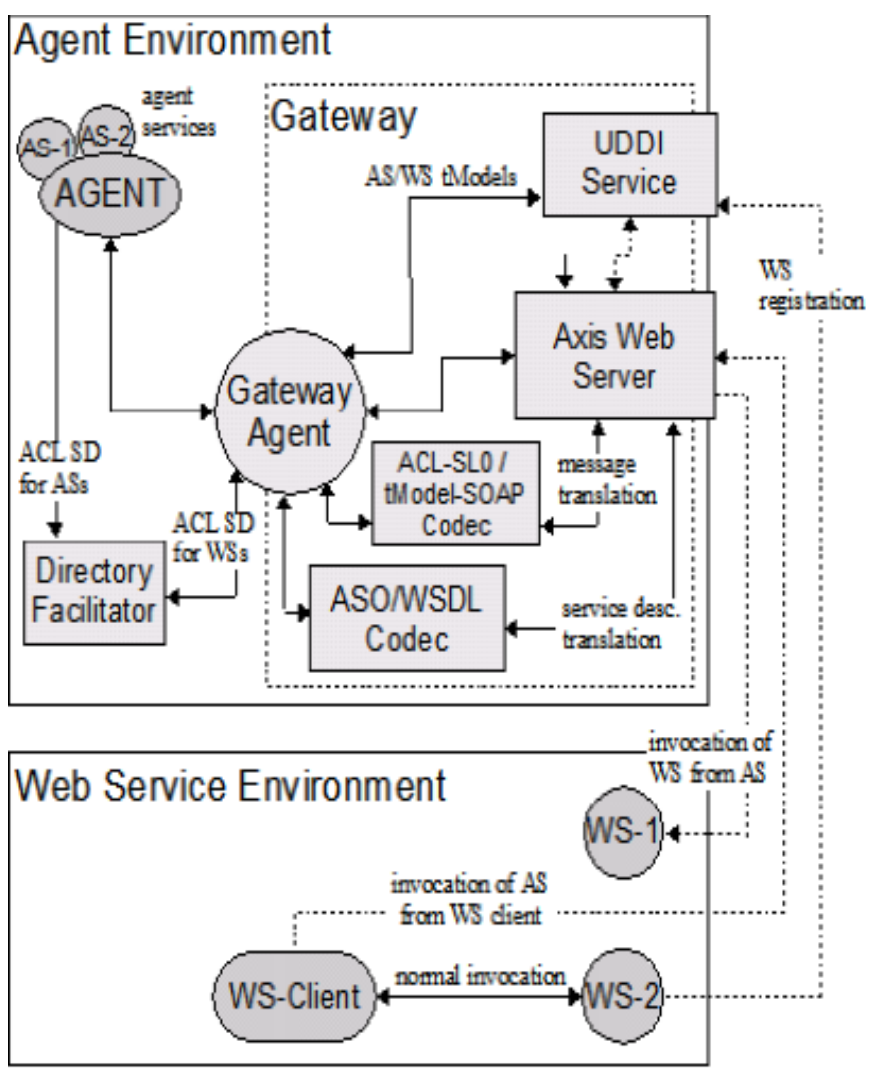 Agent Environment
agent
services
AS-1
AS-2
AGENT
Gateway
UDDI
Service
AS/WS tModels
WS
registration
Axis Web
Server
Gateway
Agent
ACL-SL0 /
tModel-SOAP
Codec
message
translation
ACL SD
for ASs
ACL SD
for WSs
Directory
Facilitator
ASO/WSDL
Codec
service desc.
translation
invocation of
WS from AS
Web Service Environment
WS-1
invocation of AS
from WS client
WS-Client
normal invocation
WS-2